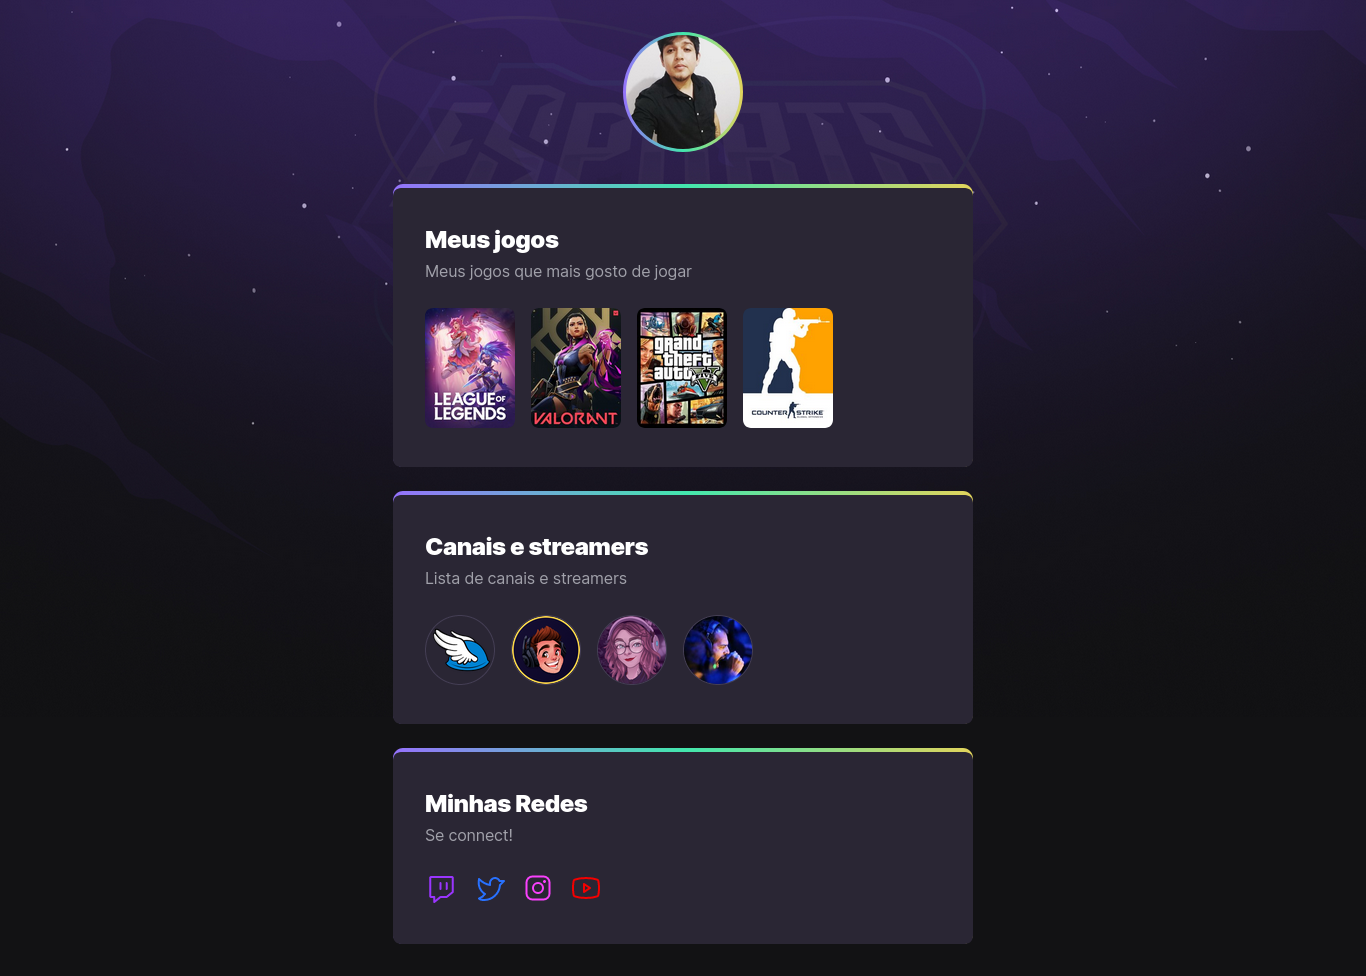 ESPORTS
Meus jogos
Meus jogos que mais gosto de jogar
LEAGUE OF
LEGENDS
VALORANT
grand
theft
auto
V
COUNTER STRIKE
Canais e streamers
Lista de canais e streamers
Minhas Redes
Se connect!